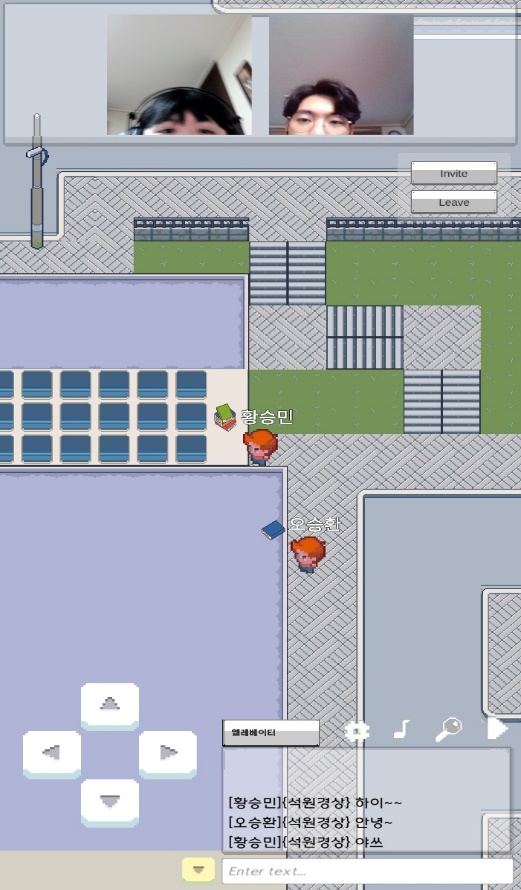 Invite
Leave
황승민
오승환
엘레베이터
[황승민]{석원경상} 하이~~
[오승환]{석원경상} 안녕~
[황승민]{석원경상} 야쓰
Enter text...